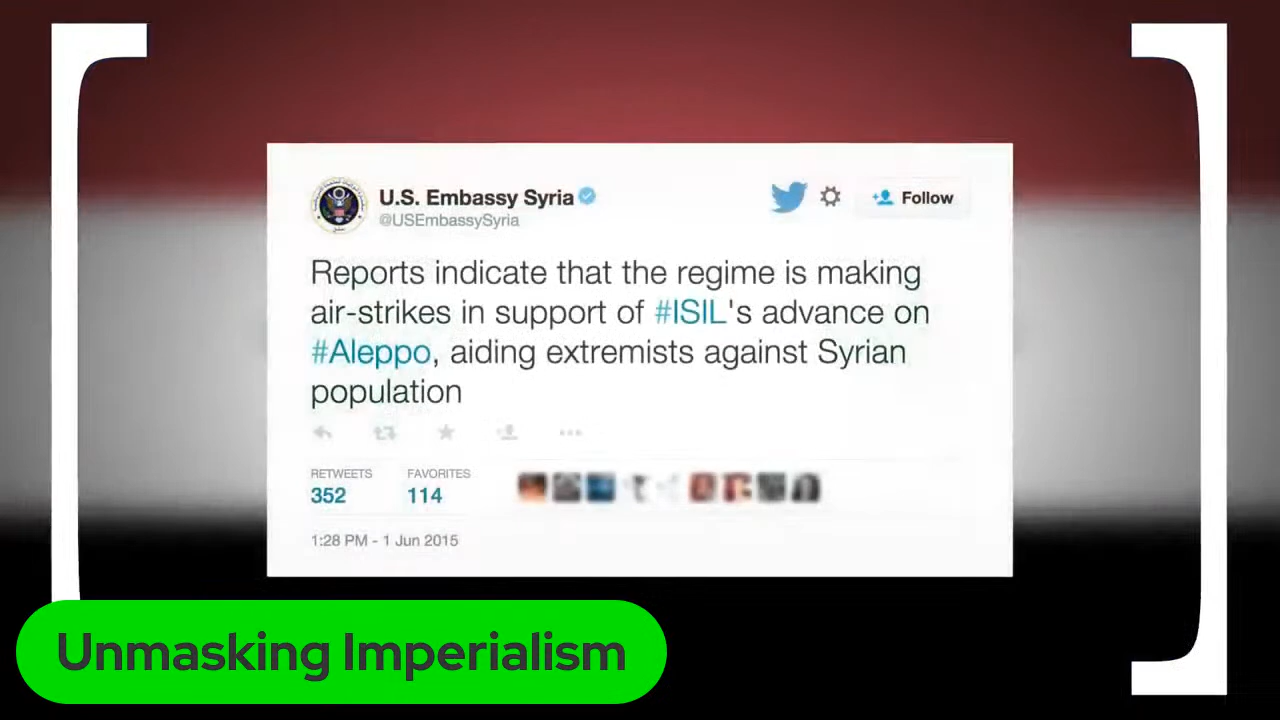 U.S. Embassy Syria
@USEmbassySyria
Follow
Reports indicate that the regime is making
air-strikes in support of #ISIL's advance on
#Aleppo, aiding extremists against Syrian
population
RETWEETS FAVORITES
352 114
1:28 PM - 1 Jun 2015
Unmasking Imperialism